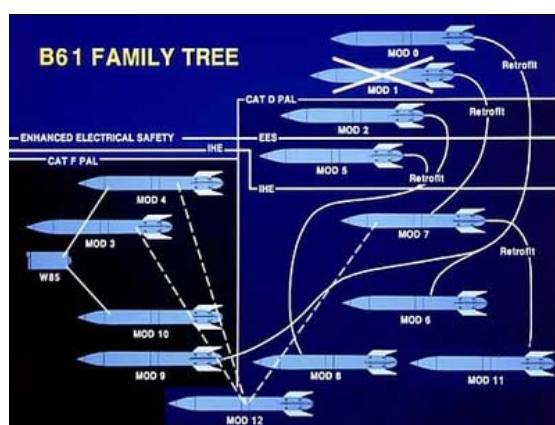 B61 FAMILY TREE
MOD 0
Retrofit
MOD 1
CAT D PAL
Retrofit
MOD 2
ENHANCED ELECTRICAL SAFETY
EES
IHE
MOD 5
CAT F PAL
Retrofit
IHE
MOD 4
MOD 3
MOD 7
W85
Retrofit
MOD 10
MOD 6
MOD 9
MOD 8
MOD 11
MOD 12